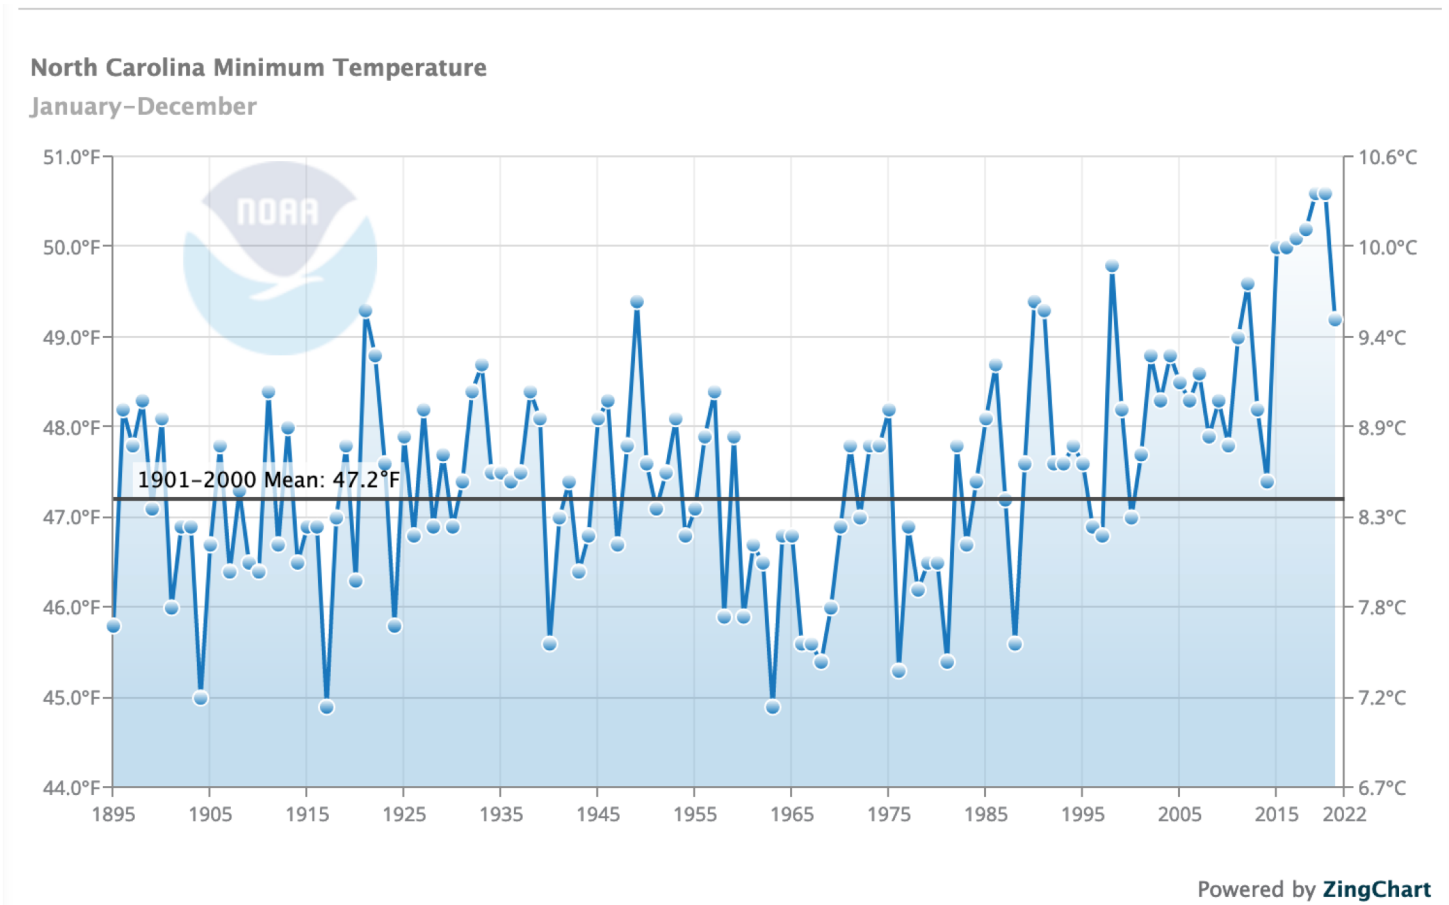 North Carolina Minimum Temperature
January–December
51.0°F
10.6°C
NOAA
50.0°F
10.0°C
49.0°F
9.4°C
48.0°F
8.9°C
1901–2000 Mean: 47.2°F
47.0°F
8.3°C
46.0°F
7.8°C
45.0°F
7.2°C
44.0°F
6.7°C
1895 1905 1915 1925 1935 1945 1955 1965 1975 1985 1995 2005 2015 2022
Powered by ZingChart